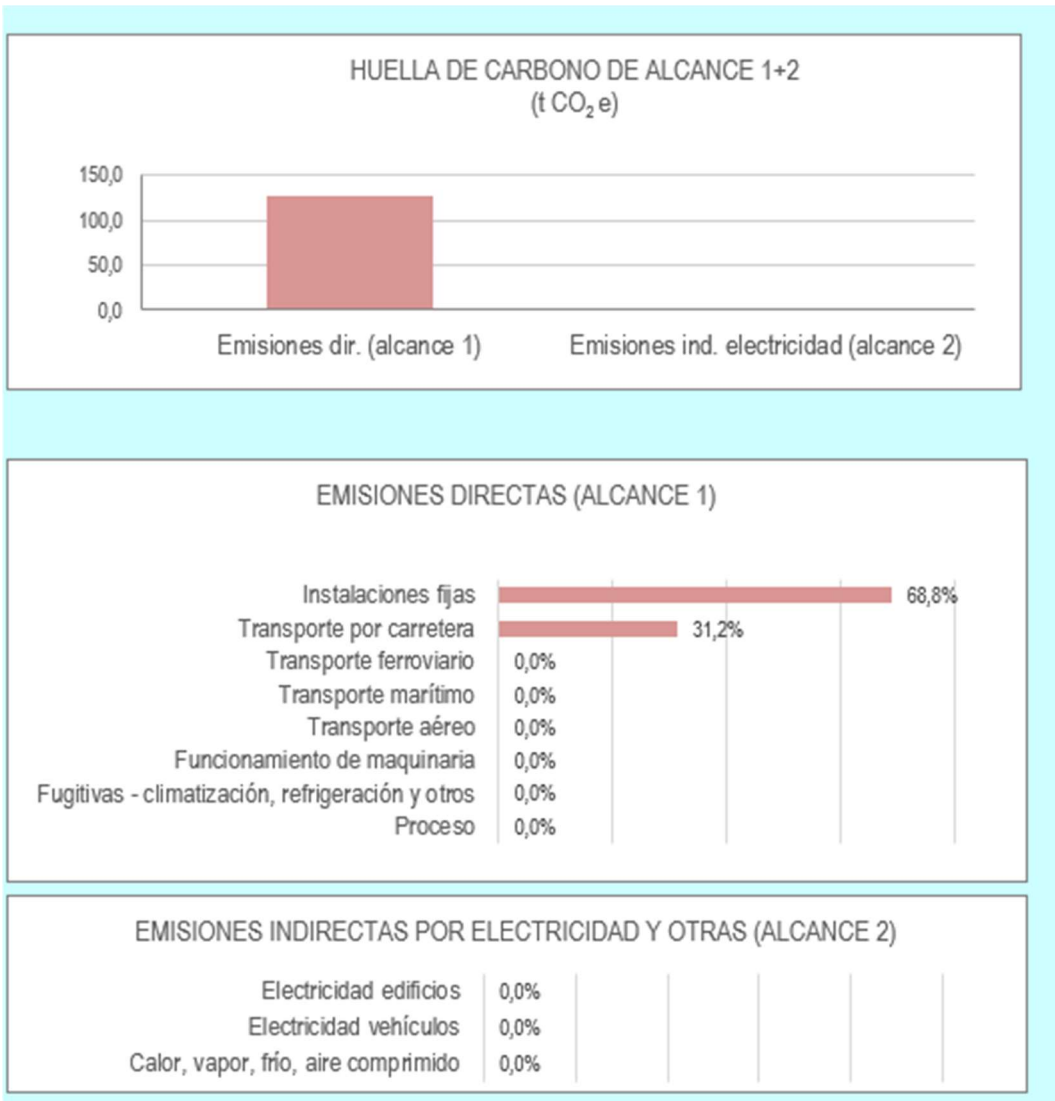 HUELLA DE CARBONO DE ALCANCE 1+2
(t CO₂ e)
150,0
100,0
50,0
0,0
Emisiones dir. (alcance 1) Emisiones ind. electricidad (alcance 2)
EMISIONES DIRECTAS (ALCANCE 1)
Instalaciones fijas 68,8%
Transporte por carretera 31,2%
Transporte ferroviario 0,0%
Transporte marítimo 0,0%
Transporte aéreo 0,0%
Funcionamiento de maquinaria 0,0%
Fugitivas - climatización, refrigeración y otros 0,0%
Proceso 0,0%
EMISIONES INDIRECTAS POR ELECTRICIDAD Y OTRAS (ALCANCE 2)
Electricidad edificios 0,0%
Electricidad vehículos 0,0%
Calor, vapor, frío, aire comprimido 0,0%